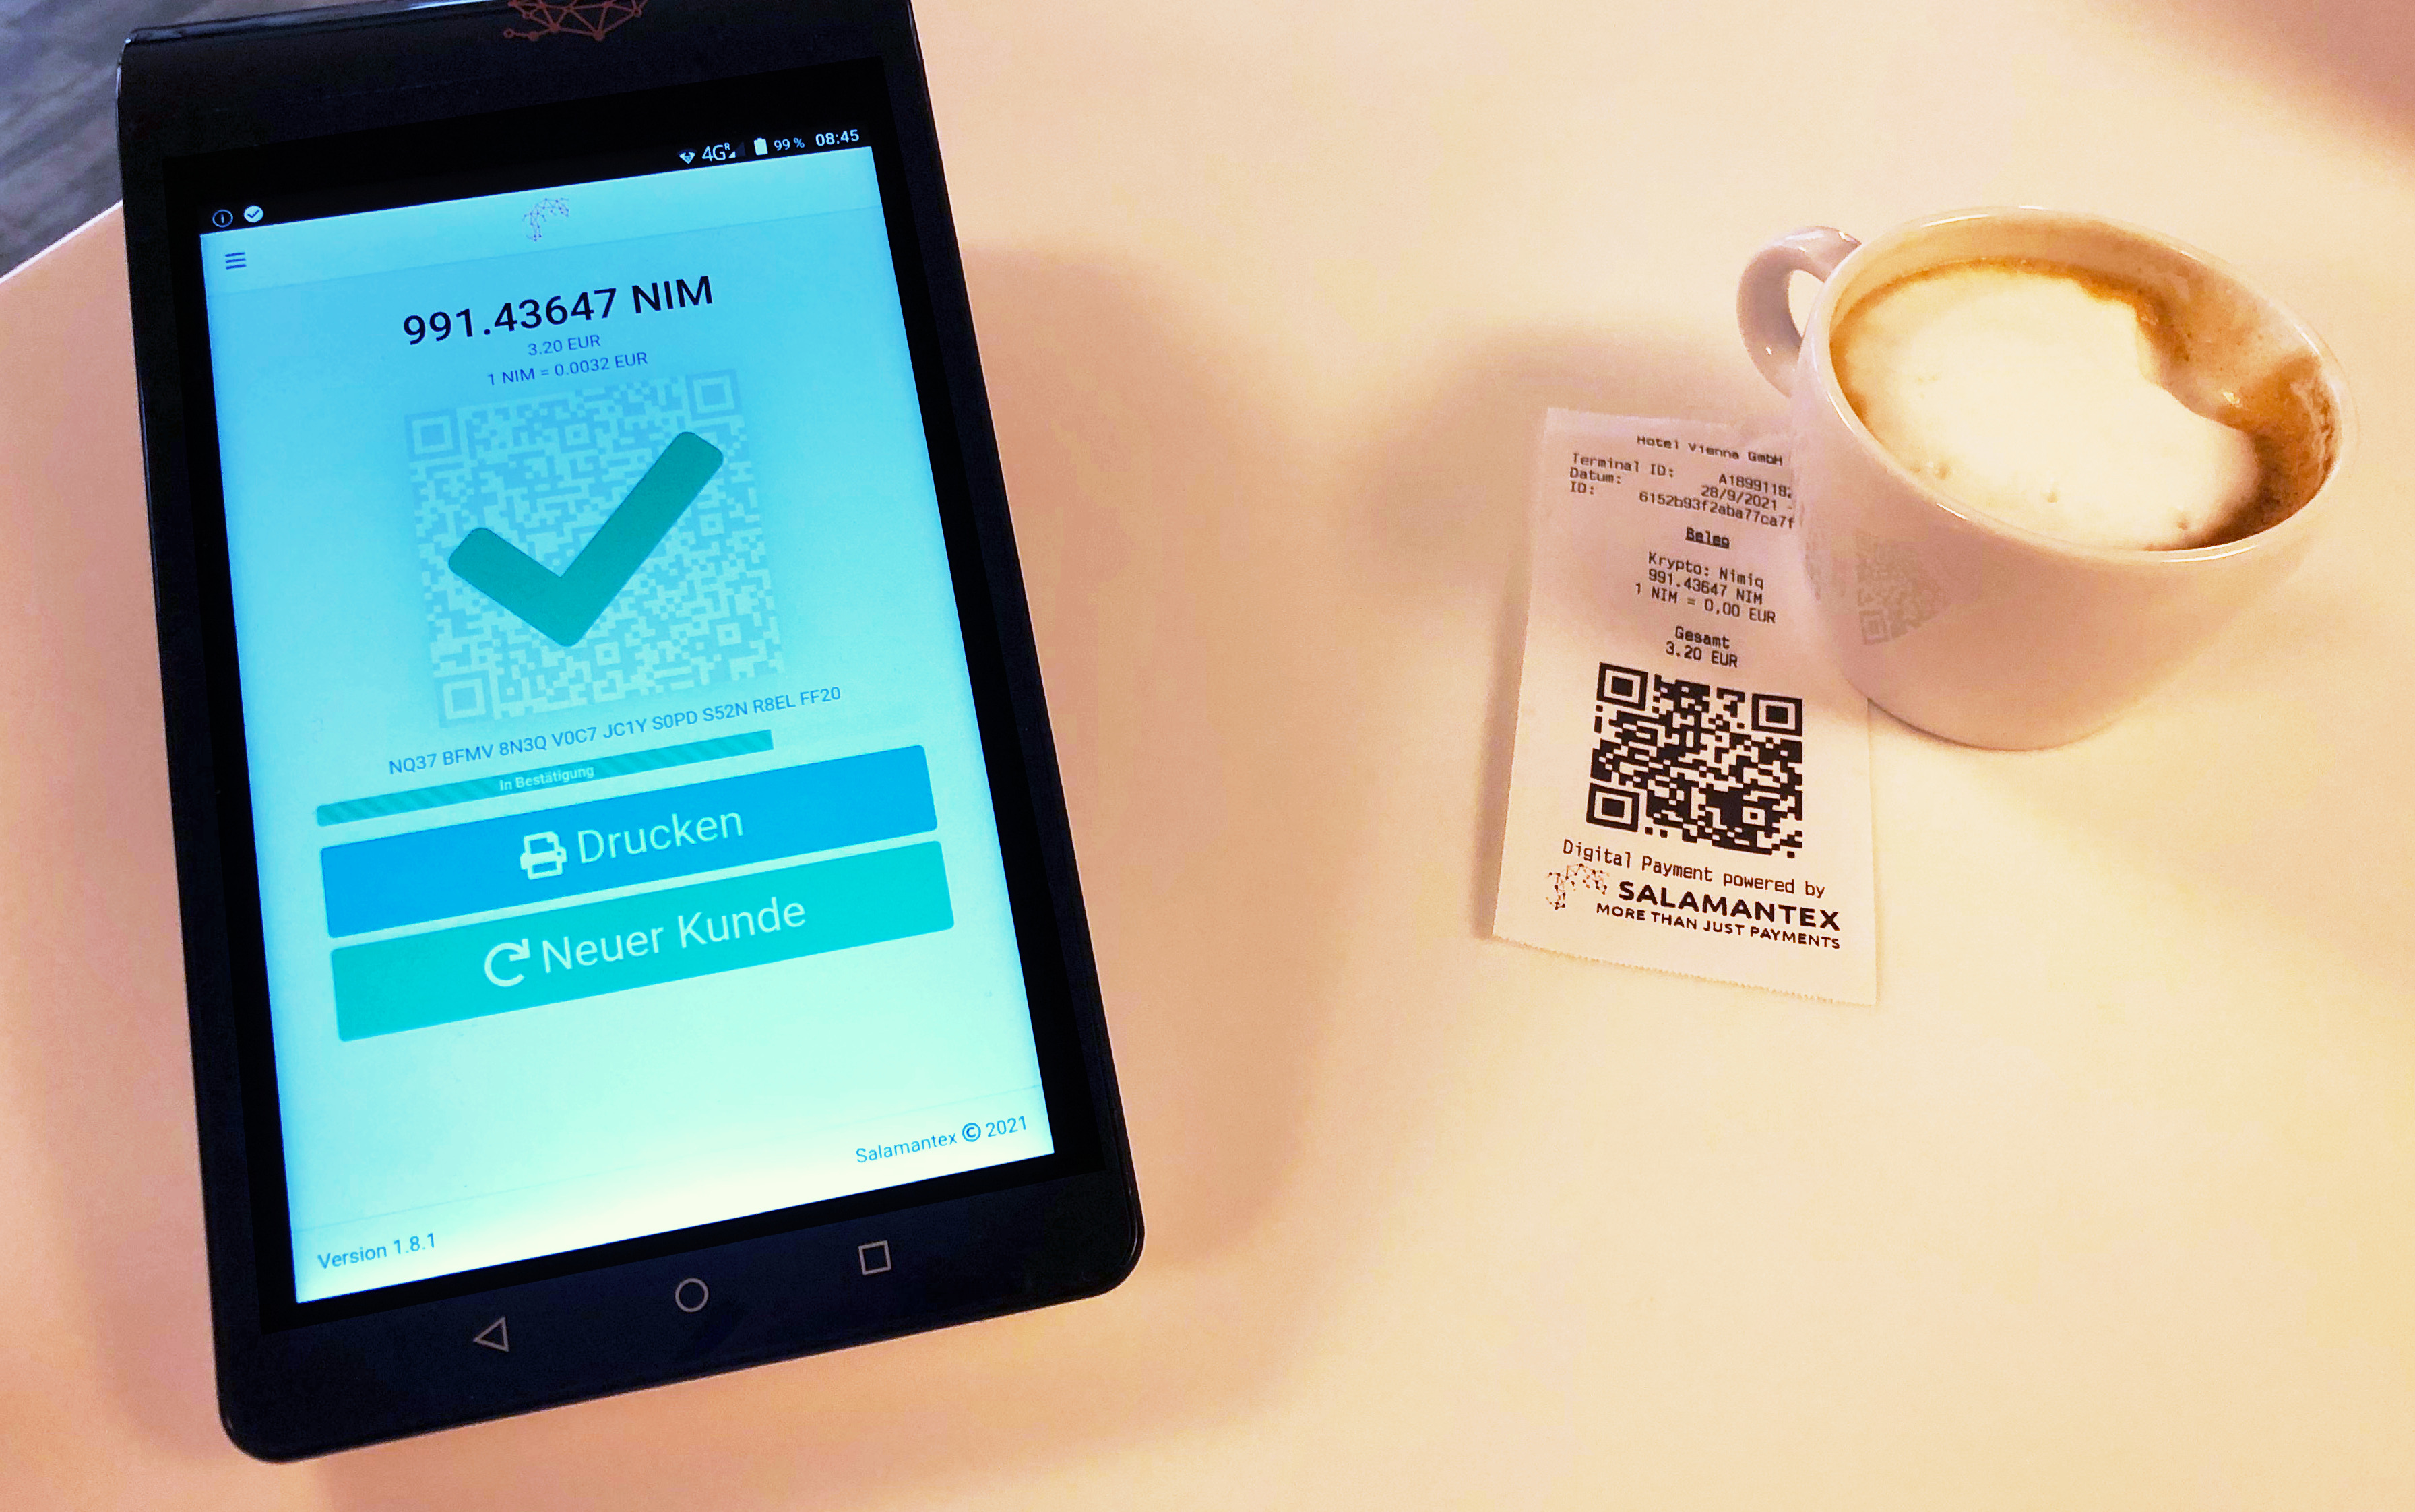 4GR 99 % 08:45
991.43647 NIM
3.20 EUR
1 NIM = 0.0032 EUR
NQ37 BFMV 8N3Q V0C7 JC1Y S0PD S52N R8EL FF20
In Bestätigung
Drucken
Neuer Kunde
Salamantex © 2021
Version 1.8.1
Hotel Vienna GmbH
Terminal ID: A1899118
Datum: 28/9/2021 -
ID: 6152b93f2aba77ca7f
Beleg
Krypto: Nimiq
991.43647 NIM
1 NIM = 0,00 EUR
Gesamt
3.20 EUR
Digital Payment powered by
SALAMANTEX
MORE THAN JUST PAYMENTS